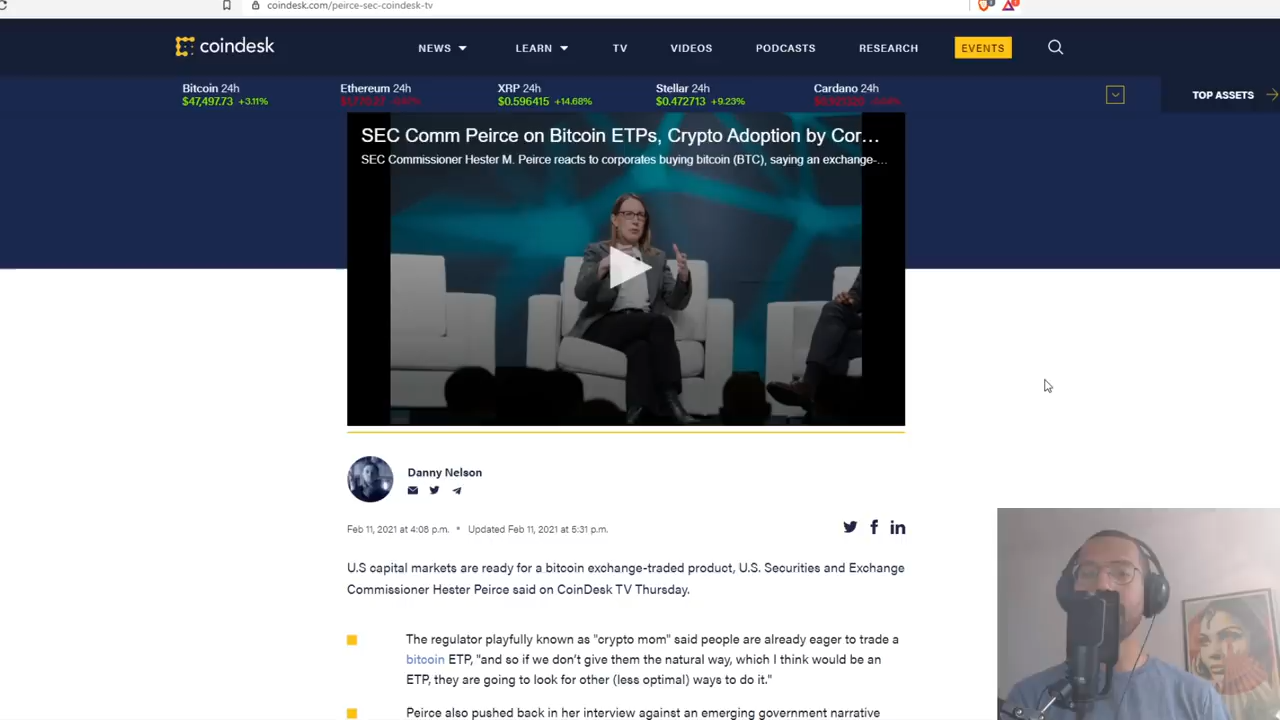 coindesk.com/peirce-sec-coindesk-tv
coindesk
NEWS LEARN TV VIDEOS PODCASTS RESEARCH EVENTS
Bitcoin 24h Ethereum 24h XRP 24h Stellar 24h Cardano 24h
$47,497.73 +3.11% $0.596415 +14.68% $0.472713 +9.23%
TOP ASSETS
SEC Comm Peirce on Bitcoin ETPs, Crypto Adoption by Cor...
SEC Commissioner Hester M. Peirce reacts to corporates buying bitcoin (BTC), saying an exchange-...
Danny Nelson
Feb 11, 2021 at 4:08 p.m. • Updated Feb 11, 2021 at 5:31 p.m.
U.S capital markets are ready for a bitcoin exchange-traded product, U.S. Securities and Exchange
Commissioner Hester Peirce said on CoinDesk TV Thursday.
The regulator playfully known as "crypto mom" said people are already eager to trade a
bitcoin ETP, "and so if we don't give them the natural way, which I think would be an
ETP, they are going to look for other (less optimal) ways to do it."
Peirce also pushed back in her interview against an emerging government narrative